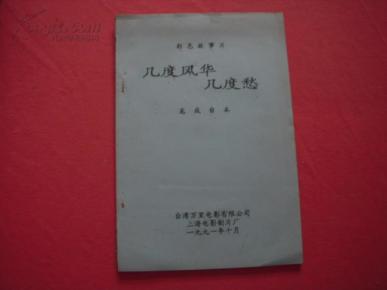 彩色故事片
几度风华
几度愁
完成台本
台湾万里电影有限公司
上海电影制片厂
一九九一年十月